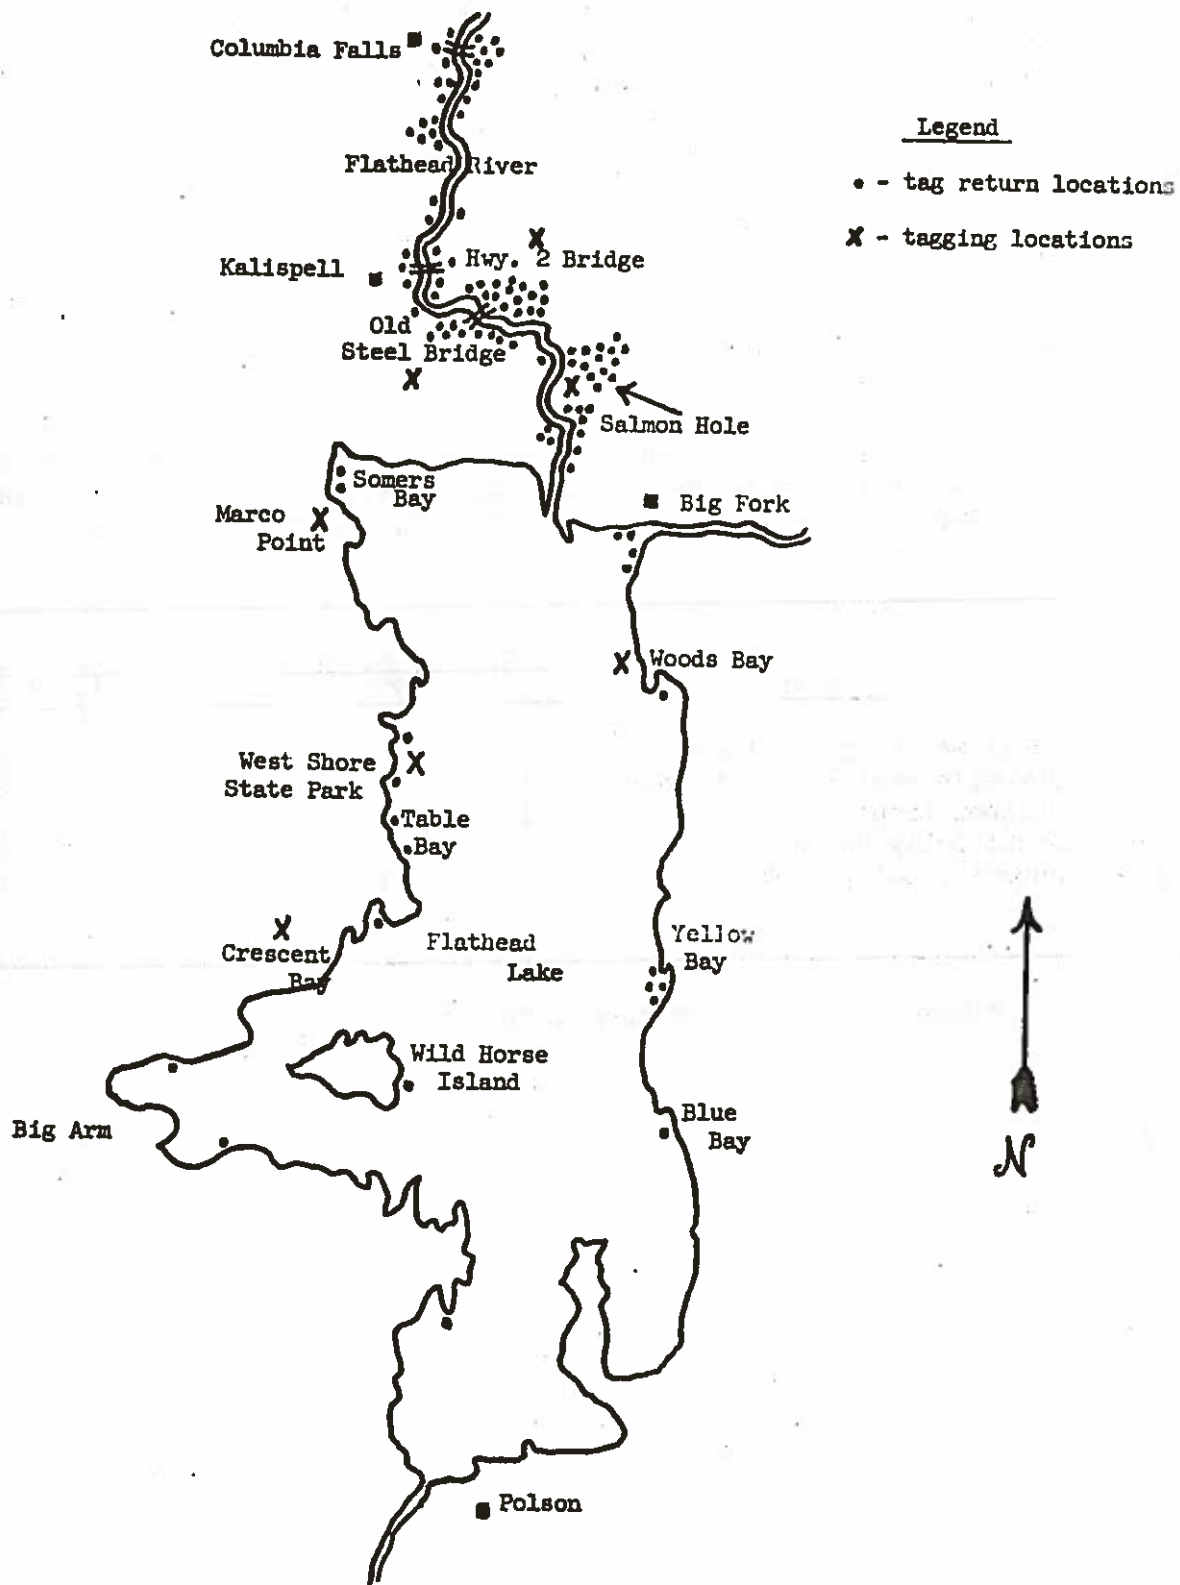 Columbia Falls
Legend
• - tag return locations
Flathead River
X - tagging locations
Hwy. 2 Bridge
Kalispell
Old
Steel Bridge
Salmon Hole
Somers
Bay
Big Fork
Marco
Point
Woods Bay
West Shore
State Park
Table
Bay
Yellow
Bay
Flathead
Lake
Crescent
Bay
Wild Horse
Island
Blue
Bay
Big Arm
N
Polson